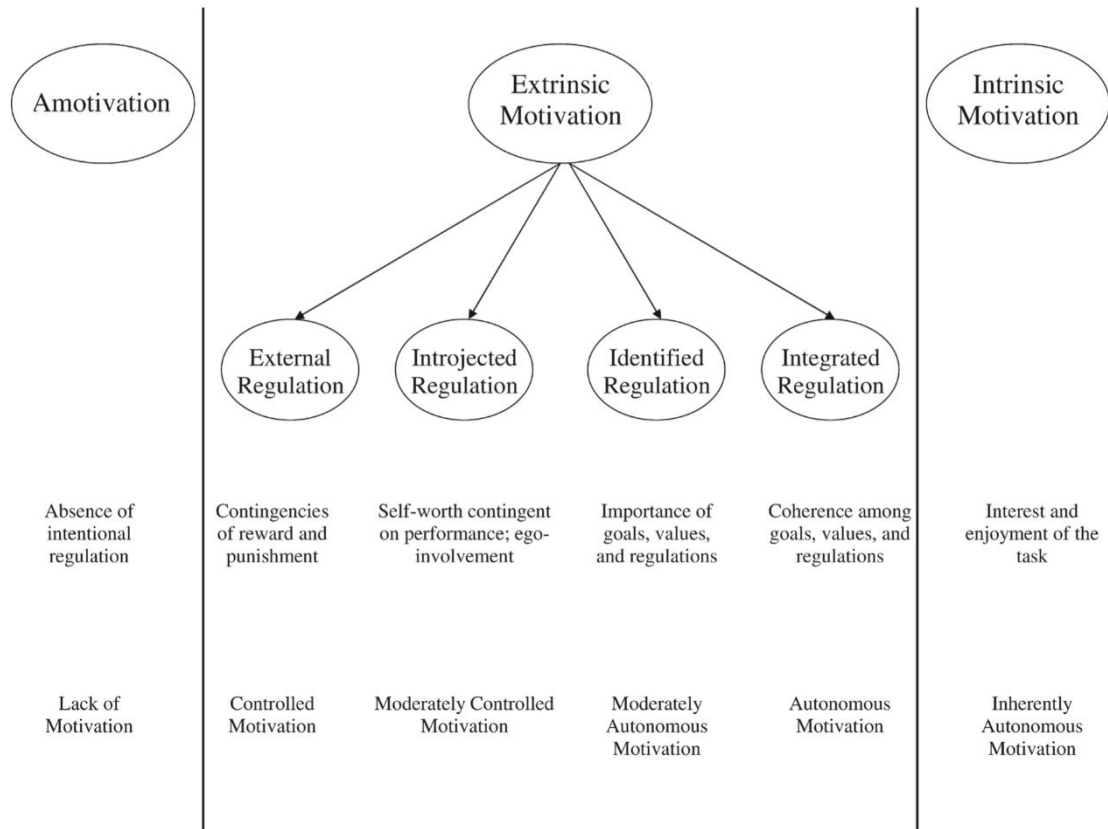 Amotivation
Extrinsic
Motivation
Intrinsic
Motivation
External
Regulation
Introjected
Regulation
Identified
Regulation
Integrated
Regulation
Absence of
intentional
regulation
Contingencies
of reward and
punishment
Self-worth contingent
on performance; ego-
involvement
Importance of
goals, values,
and regulations
Coherence among
goals, values, and
regulations
Interest and
enjoyment of the
task
Lack of
Motivation
Controlled
Motivation
Moderately Controlled
Motivation
Moderately
Autonomous
Motivation
Autonomous
Motivation
Inherently
Autonomous
Motivation